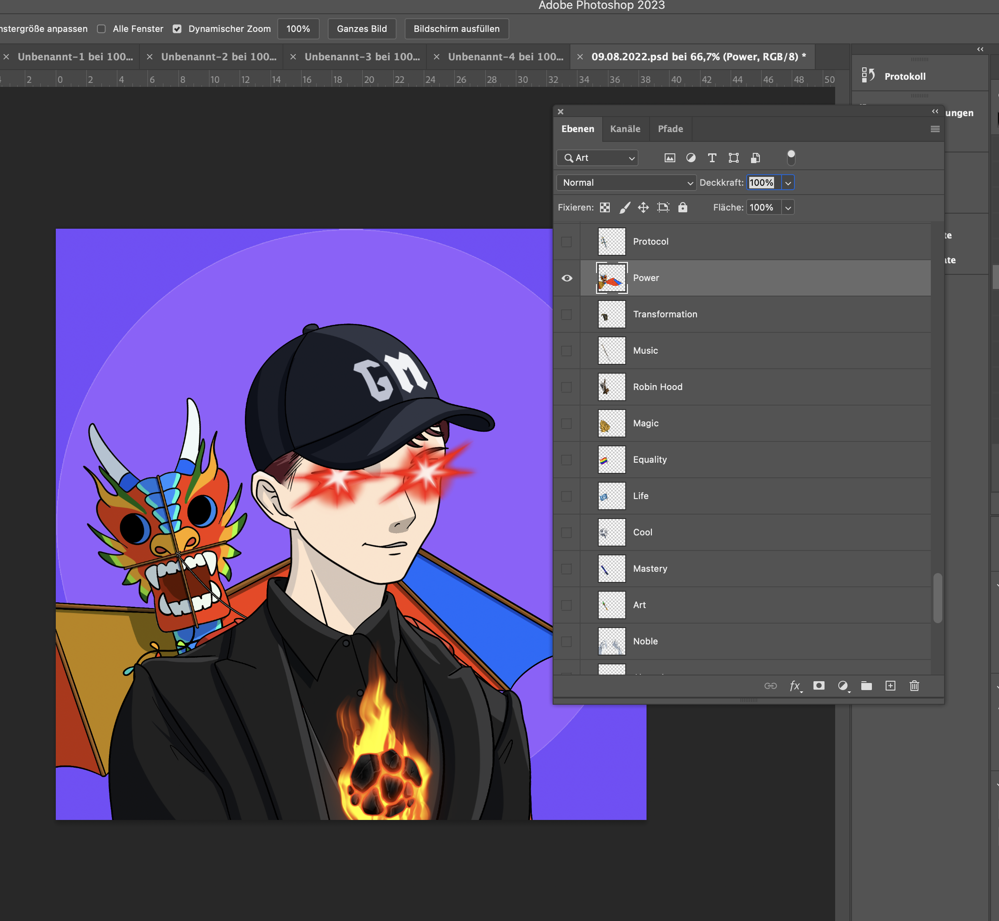 Adobe Photoshop 2023
nstergröße anpassen Alle Fenster Dynamischer Zoom 100% Ganzes Bild Bildschirm ausfüllen
Unbenannt-1 bei 100... Unbenannt-2 bei 100... Unbenannt-3 bei 100... Unbenannt-4 bei 100... 09.08.2022.psd bei 66,7% (Power, RGB/8) *
2 0 2 4 6 8 10 12 14 16 18 20 22 24 26 28 30 32 34 36 38 40 42 44 46 48 50
Protokoll
ungen
Ebenen Kanäle Pfade
Art
Normal Deckkraft: 100%
Fixieren: Fläche: 100%
te
Protocol
ate
Power
Transformation
Music
Robin Hood
Magic
Equality
Life
Cool
Mastery
Art
Noble
fx
GM